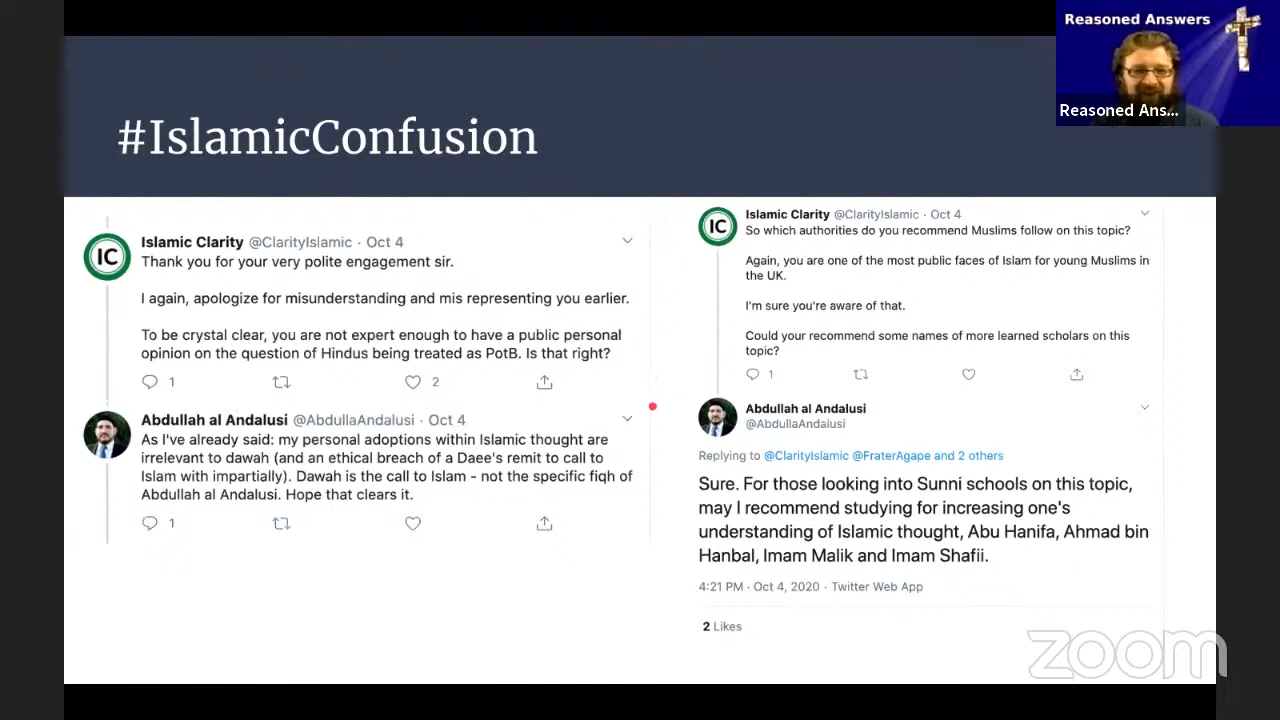 Reasoned Answers
Reasoned Ans...
#IslamicConfusion
IC
Islamic Clarity @ClarityIslamic · Oct 4
Thank you for your very polite engagement sir.
I again, apologize for misunderstanding and mis representing you earlier.
To be crystal clear, you are not expert enough to have a public personal
opinion on the question of Hindus being treated as PotB. Is that right?
1
2
Abdullah al Andalusi @AbdullaAndalusi · Oct 4
As I've already said: my personal adoptions within Islamic thought are
irrelevant to dawah (and an ethical breach of a Daee's remit to call to
Islam with impartially). Dawah is the call to Islam - not the specific fiqh of
Abdullah al Andalusi. Hope that clears it.
1
IC
Islamic Clarity @ClarityIslamic · Oct 4
So which authorities do you recommend Muslims follow on this topic?
Again, you are one of the most public faces of Islam for young Muslims in
the UK.
I'm sure you're aware of that.
Could your recommend some names of more learned scholars on this
topic?
1
Abdullah al Andalusi
@AbdullaAndalusi
Replying to @ClarityIslamic @FraterAgape and 2 others
Sure. For those looking into Sunni schools on this topic,
may I recommend studying for increasing one's
understanding of Islamic thought, Abu Hanifa, Ahmad bin
Hanbal, Imam Malik and Imam Shafii.
4:21 PM · Oct 4, 2020 · Twitter Web App
2 Likes
zoom